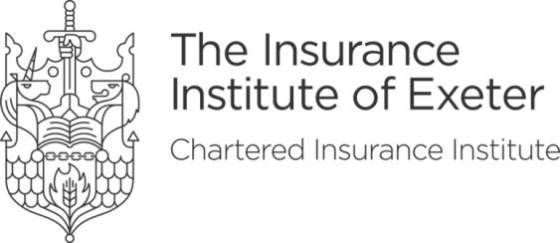 The Insurance
Institute of Exeter
Chartered Insurance Institute